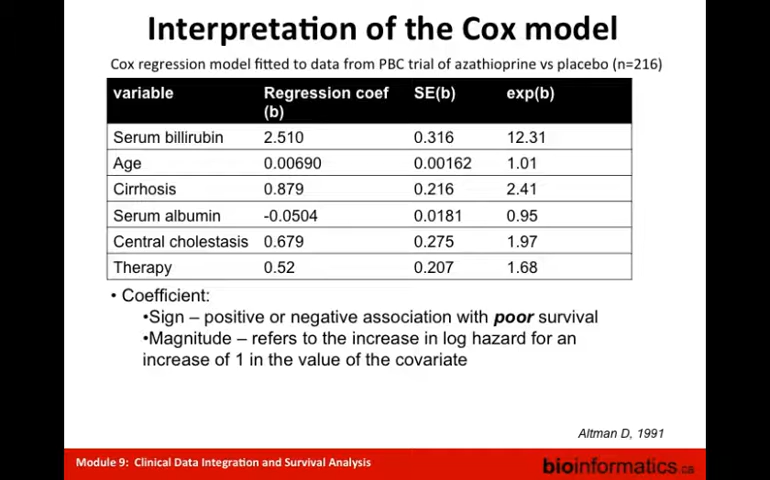 Interpretation of the Cox model
Cox regression model fitted to data from PBC trial of azathioprine vs placebo (n=216)
variable Regression coef (b) SE(b) exp(b)
Serum billirubin 2.510 0.316 12.31
Age 0.00690 0.00162 1.01
Cirrhosis 0.879 0.216 2.41
Serum albumin -0.0504 0.0181 0.95
Central cholestasis 0.679 0.275 1.97
Therapy 0.52 0.207 1.68
• Coefficient:
•Sign – positive or negative association with poor survival
•Magnitude – refers to the increase in log hazard for an
increase of 1 in the value of the covariate
Altman D, 1991
Module 9: Clinical Data Integration and Survival Analysis
bioinformatics.ca